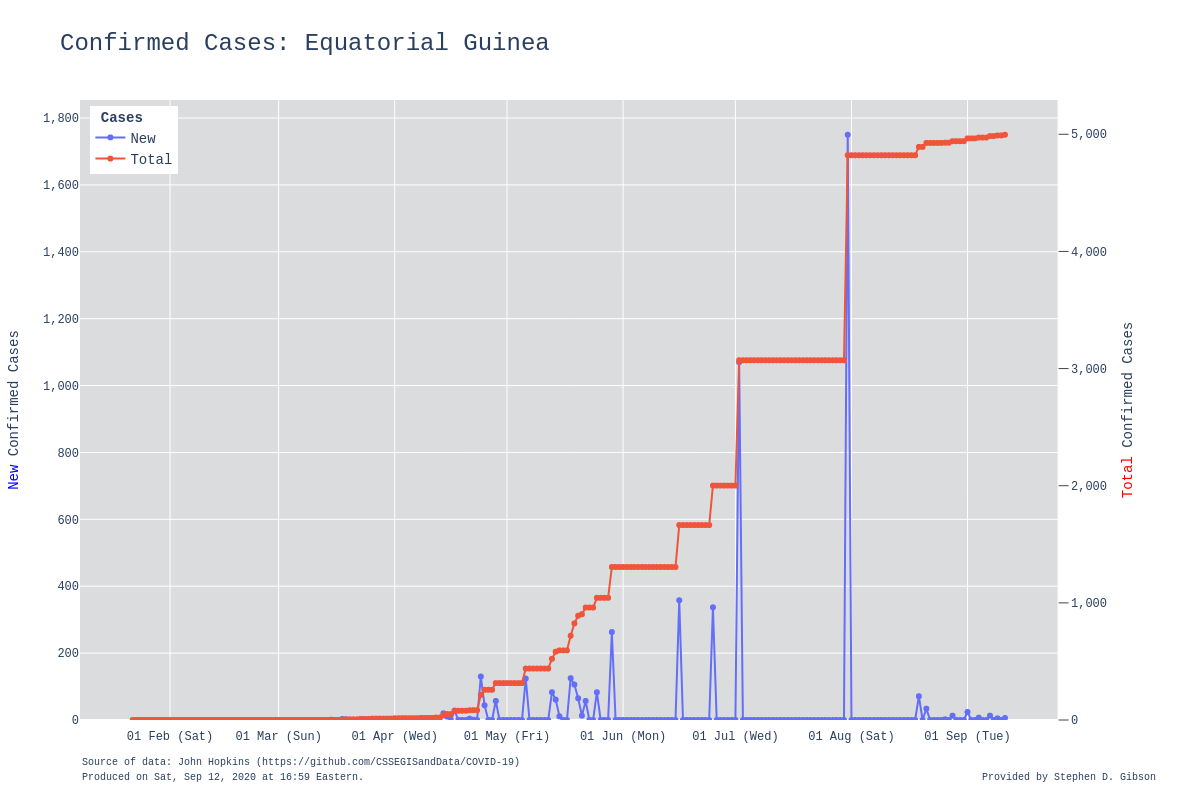 Confirmed Cases: Equatorial Guinea
Cases
New
Total
1,800
1,600
1,400
1,200
1,000
800
600
400
200
0
5,000
4,000
3,000
2,000
1,000
0
New Confirmed Cases
Total Confirmed Cases
01 Feb (Sat)
01 Mar (Sun)
01 Apr (Wed)
01 May (Fri)
01 Jun (Mon)
01 Jul (Wed)
01 Aug (Sat)
01 Sep (Tue)
Source of data: John Hopkins (https://github.com/CSSEGISandData/COVID-19)
Produced on Sat, Sep 12, 2020 at 16:59 Eastern.
Provided by Stephen D. Gibson